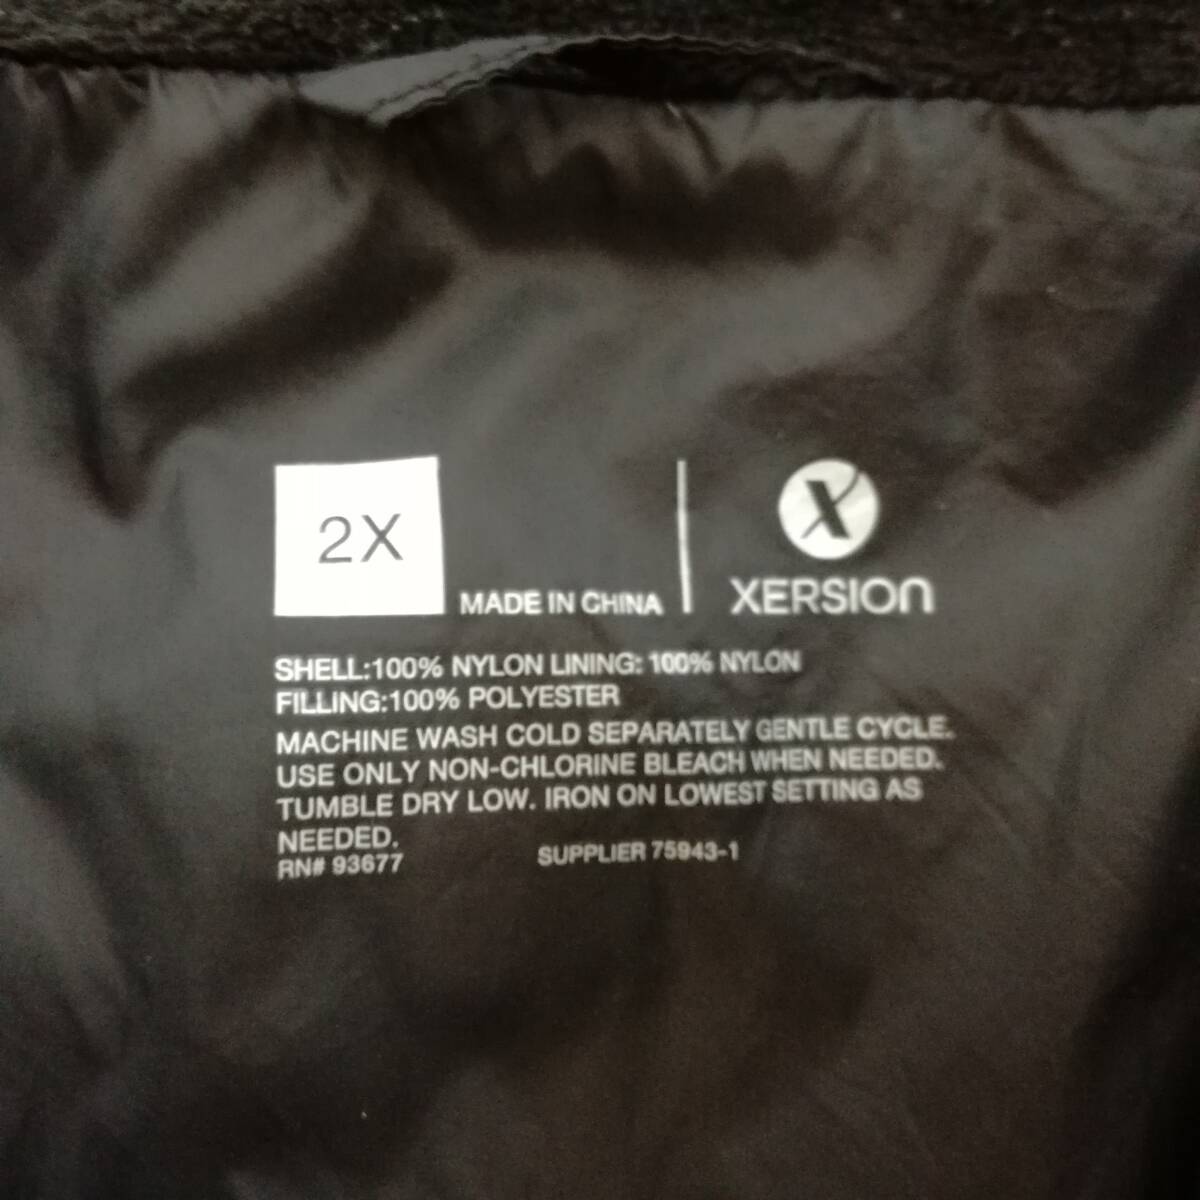 2X
MADE IN CHINA
X
XERSION
SHELL:100% NYLON LINING: 100% NYLON
FILLING:100% POLYESTER
MACHINE WASH COLD SEPARATELY GENTLE CYCLE.
USE ONLY NON-CHLORINE BLEACH WHEN NEEDED.
TUMBLE DRY LOW. IRON ON LOWEST SETTING AS
NEEDED.
RN# 93677 SUPPLIER 75943-1